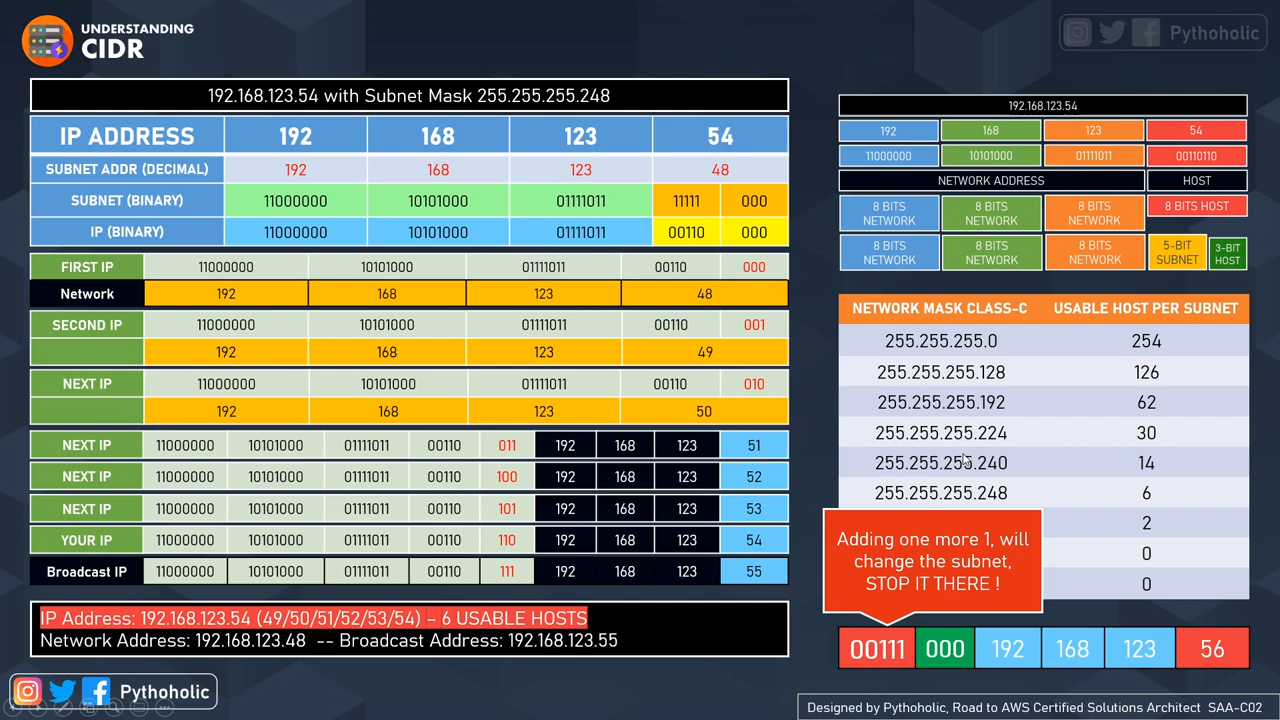 UNDERSTANDING
CIDR
Pythoholic
192.168.123.54 with Subnet Mask 255.255.255.248
IP ADDRESS 192 168 123 54
SUBNET ADDR (DECIMAL) 192 168 123 48
SUBNET (BINARY) 11000000 10101000 01111011 11111 000
IP (BINARY) 11000000 10101000 01111011 00110 000
FIRST IP 11000000 10101000 01111011 00110 000
Network 192 168 123 48
SECOND IP 11000000 10101000 01111011 00110 001
192 168 123 49
NEXT IP 11000000 10101000 01111011 00110 010
192 168 123 50
NEXT IP 11000000 10101000 01111011 00110 011 192 168 123 51
NEXT IP 11000000 10101000 01111011 00110 100 192 168 123 52
NEXT IP 11000000 10101000 01111011 00110 101 192 168 123 53
YOUR IP 11000000 10101000 01111011 00110 110 192 168 123 54
Broadcast IP 11000000 10101000 01111011 00110 111 192 168 123 55
IP Address: 192.168.123.54 (49/50/51/52/53/54) – 6 USABLE HOSTS
Network Address: 192.168.123.48 -- Broadcast Address: 192.168.123.55
Pythoholic
192.168.123.54
192 168 123 54
11000000 10101000 01111011 00110110
NETWORK ADDRESS HOST
8 BITS NETWORK 8 BITS NETWORK 8 BITS NETWORK 8 BITS HOST
8 BITS NETWORK 8 BITS NETWORK 8 BITS NETWORK 5-BIT SUBNET 3-BIT HOST
NETWORK MASK CLASS-C USABLE HOST PER SUBNET
255.255.255.0 254
255.255.255.128 126
255.255.255.192 62
255.255.255.224 30
255.255.255.240 14
255.255.255.248 6
2
0
0
Adding one more 1, will
change the subnet,
STOP IT THERE !
00111 000 192 168 123 56
Designed by Pythoholic, Road to AWS Certified Solutions Architect SAA-C02